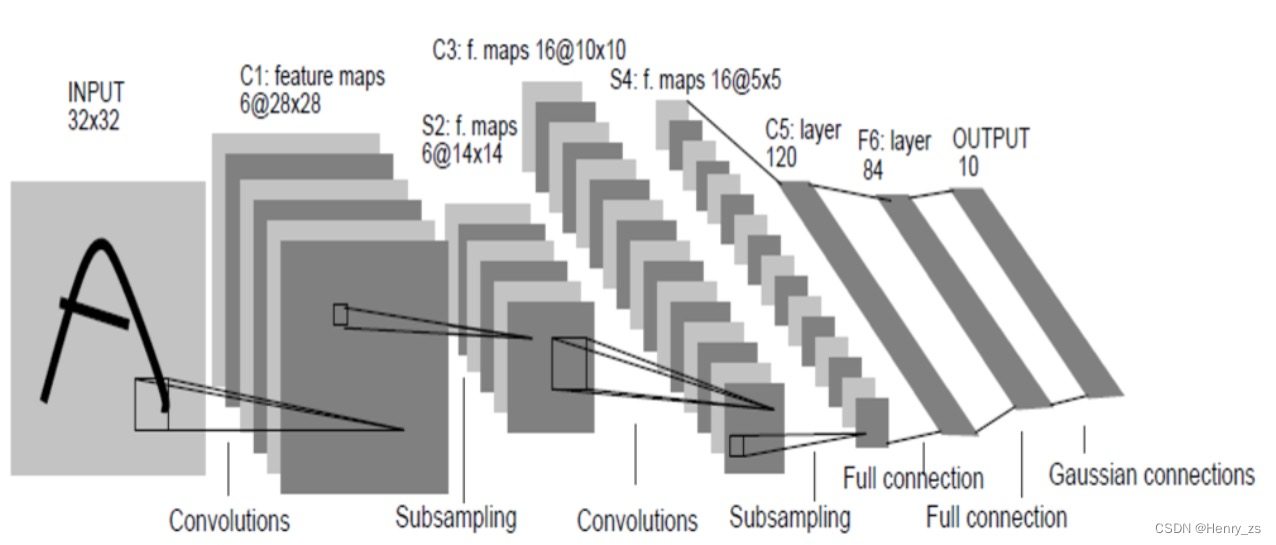 INPUT
32x32
C1: feature maps
6@28x28
S2: f. maps
6@14x14
C3: f. maps 16@10x10
S4: f. maps 16@5x5
C5: layer
120
F6: layer
84
OUTPUT
10
Convolutions
Subsampling
Convolutions
Subsampling
Full connection
Full connection
Gaussian connections
CSDN @Henry_zs